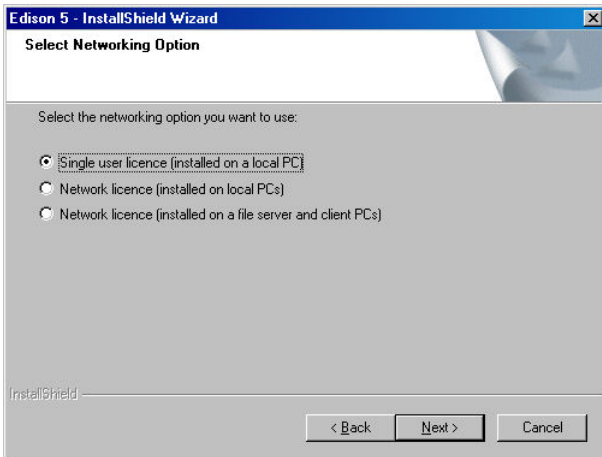 Edison 5 - InstallShield Wizard
Select Networking Option
Select the networking option you want to use:
Single user licence (installed on a local PC)
Network licence (installed on local PCs)
Network licence (installed on a file server and client PCs)
InstallShield
< Back Next > Cancel